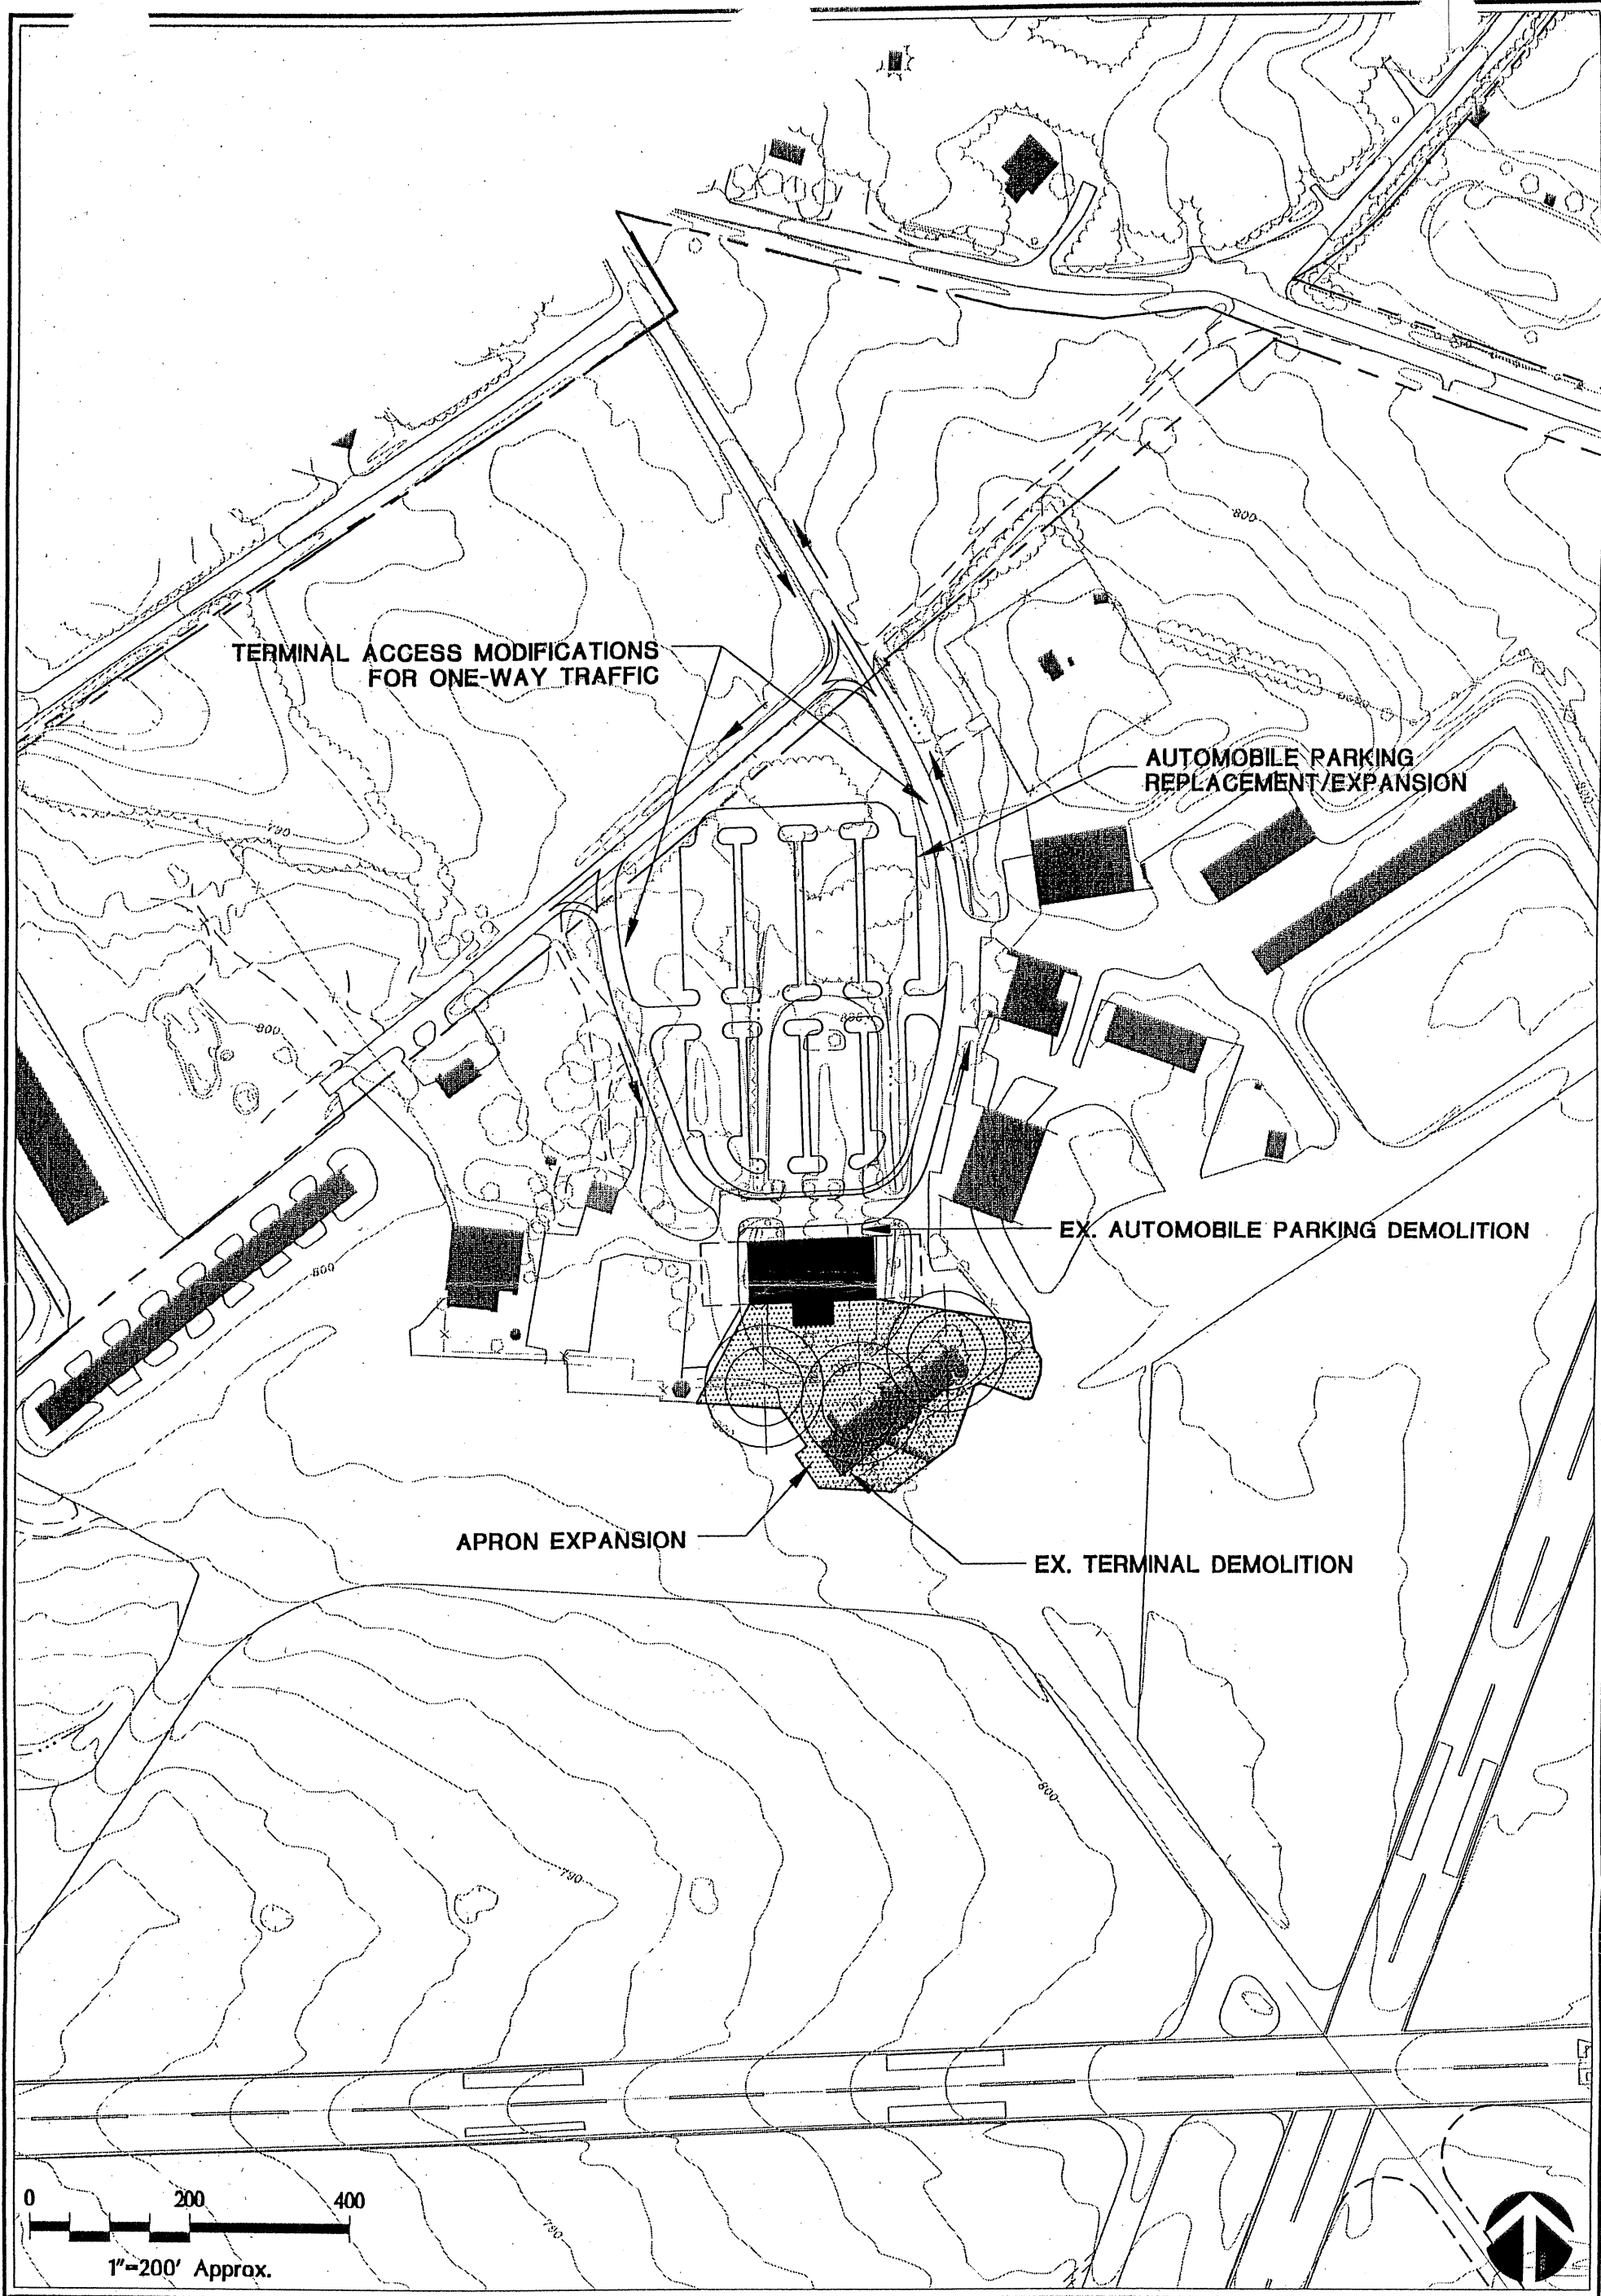 800
TERMINAL ACCESS MODIFICATIONS
FOR ONE-WAY TRAFFIC
AUTOMOBILE PARKING
REPLACEMENT/EXPANSION
790
800
EX. AUTOMOBILE PARKING DEMOLITION
800
APRON EXPANSION
EX. TERMINAL DEMOLITION
800
790
0 200 400
790
1"=200' Approx.